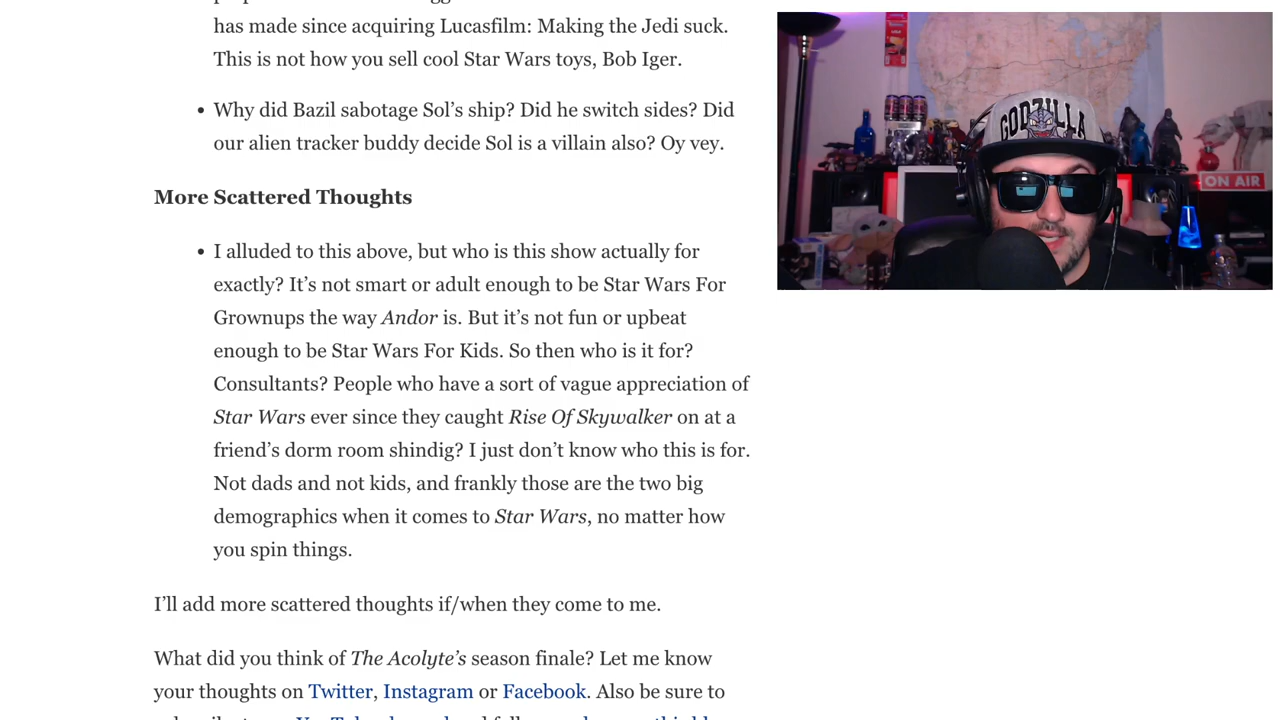 has made since acquiring Lucasfilm: Making the Jedi suck.
This is not how you sell cool Star Wars toys, Bob Iger.
• Why did Bazil sabotage Sol’s ship? Did he switch sides? Did
our alien tracker buddy decide Sol is a villain also? Oy vey.
More Scattered Thoughts
• I alluded to this above, but who is this show actually for
exactly? It’s not smart or adult enough to be Star Wars For
Grownups the way Andor is. But it’s not fun or upbeat
enough to be Star Wars For Kids. So then who is it for?
Consultants? People who have a sort of vague appreciation of
Star Wars ever since they caught Rise Of Skywalker on at a
friend’s dorm room shindig? I just don’t know who this is for.
Not dads and not kids, and frankly those are the two big
demographics when it comes to Star Wars, no matter how
you spin things.
I’ll add more scattered thoughts if/when they come to me.
What did you think of The Acolyte’s season finale? Let me know
your thoughts on Twitter, Instagram or Facebook. Also be sure to
GODZILLA
ON AIR